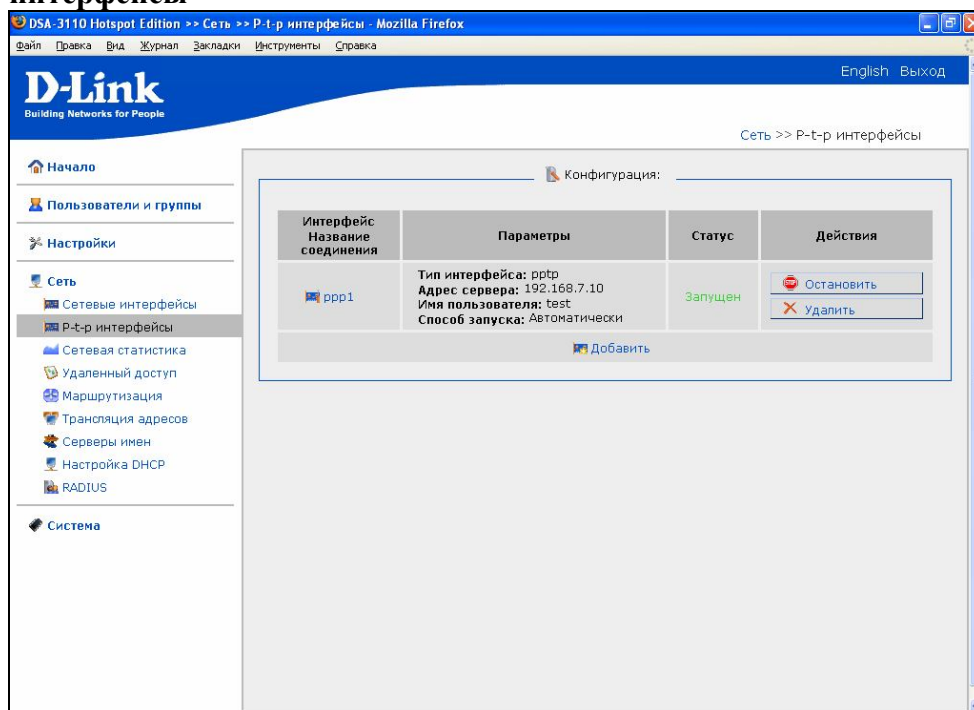 интерфейсы
DSA-3110 Hotspot Edition >> Сеть >> P-t-p интерфейсы - Mozilla Firefox
Файл Правка Вид Журнал Закладки Инструменты Справка
English Выход
D-Link
Building Networks for People
Сеть >> P-t-p интерфейсы
Начало
Пользователи и группы
Настройки
Сеть
Сетевые интерфейсы
P-t-p интерфейсы
Сетевая статистика
Удаленный доступ
Маршрутизация
Трансляция адресов
Серверы имен
Настройка DHCP
RADIUS
Система
Конфигурация:
Интерфейс
Название
соединения
Параметры
Статус
Действия
ppp1
Тип интерфейса: pptp
Адрес сервера: 192.168.7.10
Имя пользователя: test
Способ запуска: Автоматически
Запущен
Остановить
Удалить
Добавить